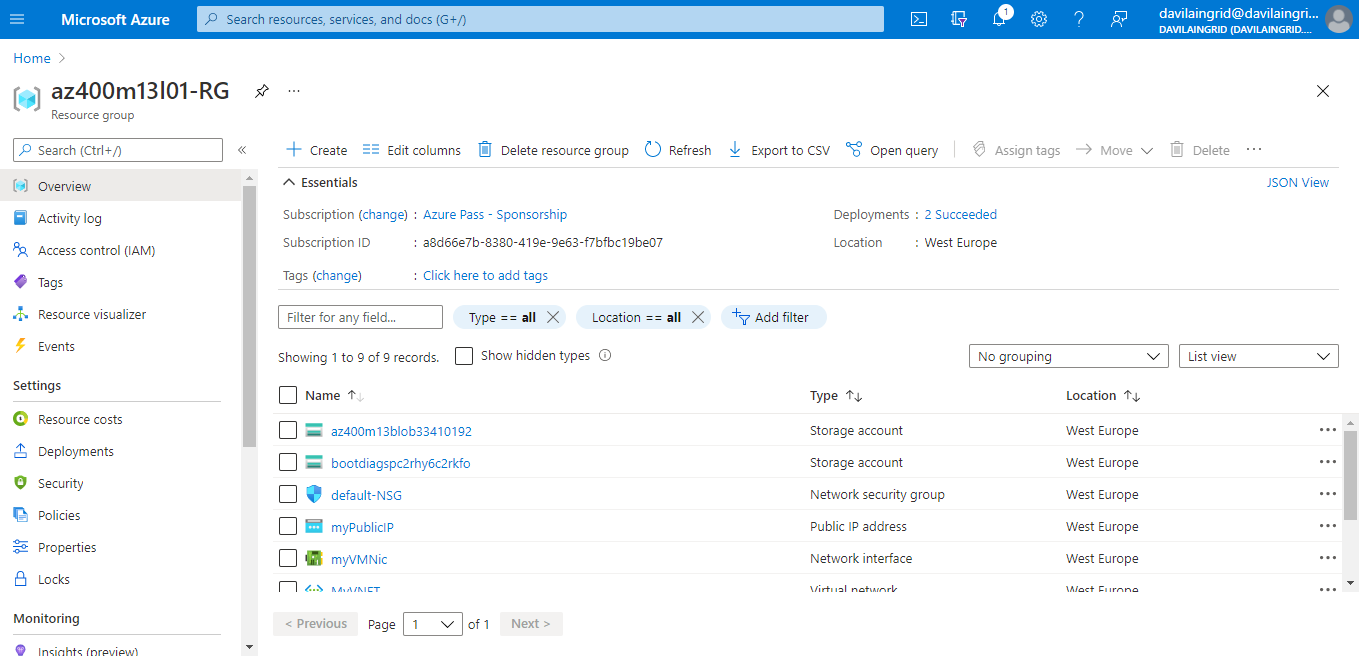 Microsoft Azure
Search resources, services, and docs (G+/)
1
davilaingrid@davilaingri...
DAVILAINGRID (DAVILAINGRID....
Home
az400m13l01-RG
...
Resource group
Search (Ctrl+/)
«
Create
Edit columns
Delete resource group
Refresh
Export to CSV
Open query
Assign tags
Move
Delete
...
Overview
Activity log
Access control (IAM)
Tags
Resource visualizer
Events
Settings
Resource costs
Deployments
Security
Policies
Properties
Locks
Monitoring
Insights (preview)
Essentials
JSON View
Subscription (change) : Azure Pass - Sponsorship
Deployments : 2 Succeeded
Subscription ID : a8d66e7b-8380-419e-9e63-f7bfbc19be07
Location : West Europe
Tags (change) : Click here to add tags
Filter for any field...
Type == all
Location == all
Add filter
Showing 1 to 9 of 9 records.
Show hidden types
No grouping
List view
Name Type Location
az400m13blob33410192 Storage account West Europe
bootdiagspc2rhy6c2rkfo Storage account West Europe
default-NSG Network security group West Europe
myPublicIP Public IP address West Europe
myVMNic Network interface West Europe
MyVNET Virtual network West Europe
< Previous Page 1 of 1 Next >